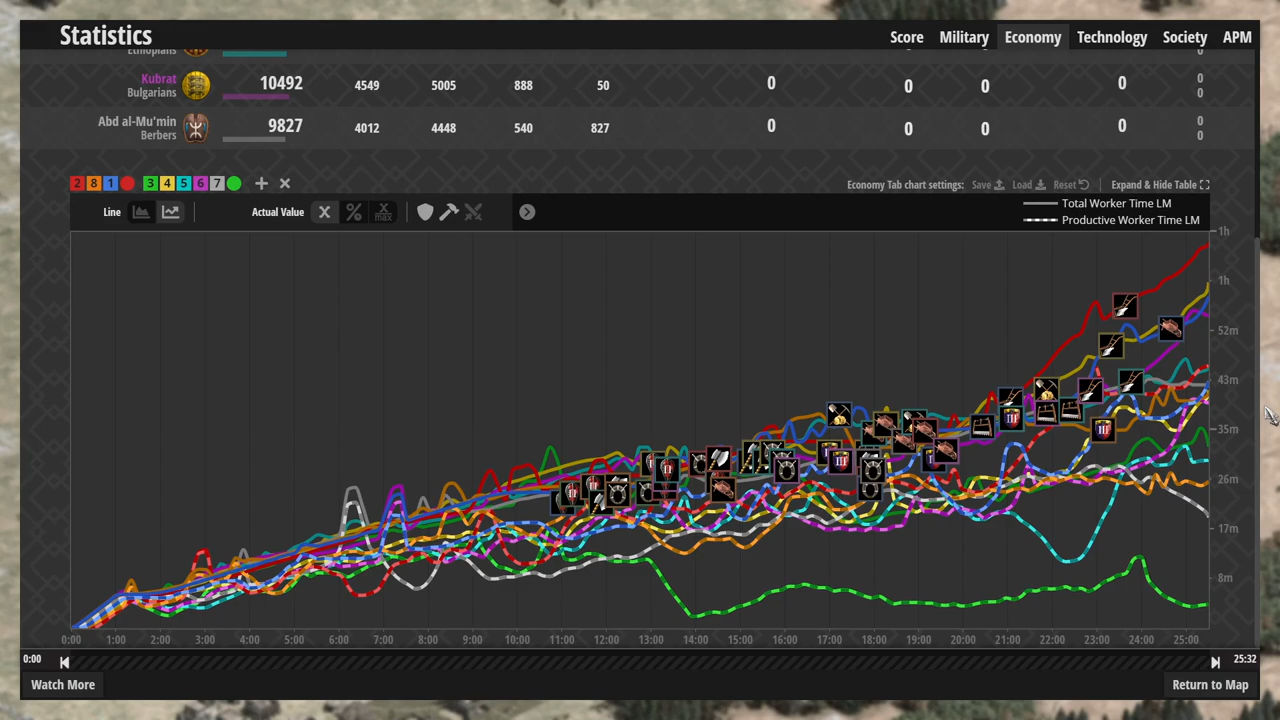 Statistics
Score Military Economy Technology Society APM
Ethiopians 0 0 0 0 0
Kubrat
Bulgarians
10492 4549 5005 888 50 0 0 0 0 0
0
Abd al-Mu'min
Berbers
9827 4012 4448 540 827 0 0 0 0 0
0
2 8 1 3 4 5 6 7 + ×
Economy Tab chart settings: Save Load Reset Expand & Hide Table
Line Actual Value X % X/max
Total Worker Time LM
Productive Worker Time LM
1h
1h
52m
43m
35m
26m
17m
8m
0:00 1:00 2:00 3:00 4:00 5:00 6:00 7:00 8:00 9:00 10:00 11:00 12:00 13:00 14:00 15:00 16:00 17:00 18:00 19:00 20:00 21:00 22:00 23:00 24:00 25:00
0:00 25:32
Watch More Return to Map